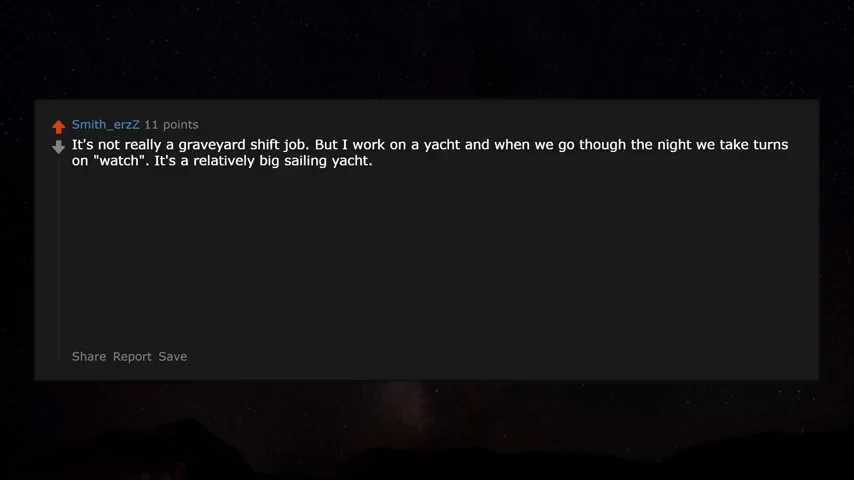 Smith_erzZ 11 points
It's not really a graveyard shift job. But I work on a yacht and when we go though the night we take turns
on "watch". It's a relatively big sailing yacht.
Share Report Save